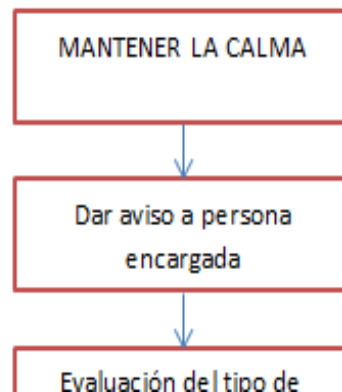 MANTENER LA CALMA
Dar aviso a persona
encargada
Evaluación del tipo de